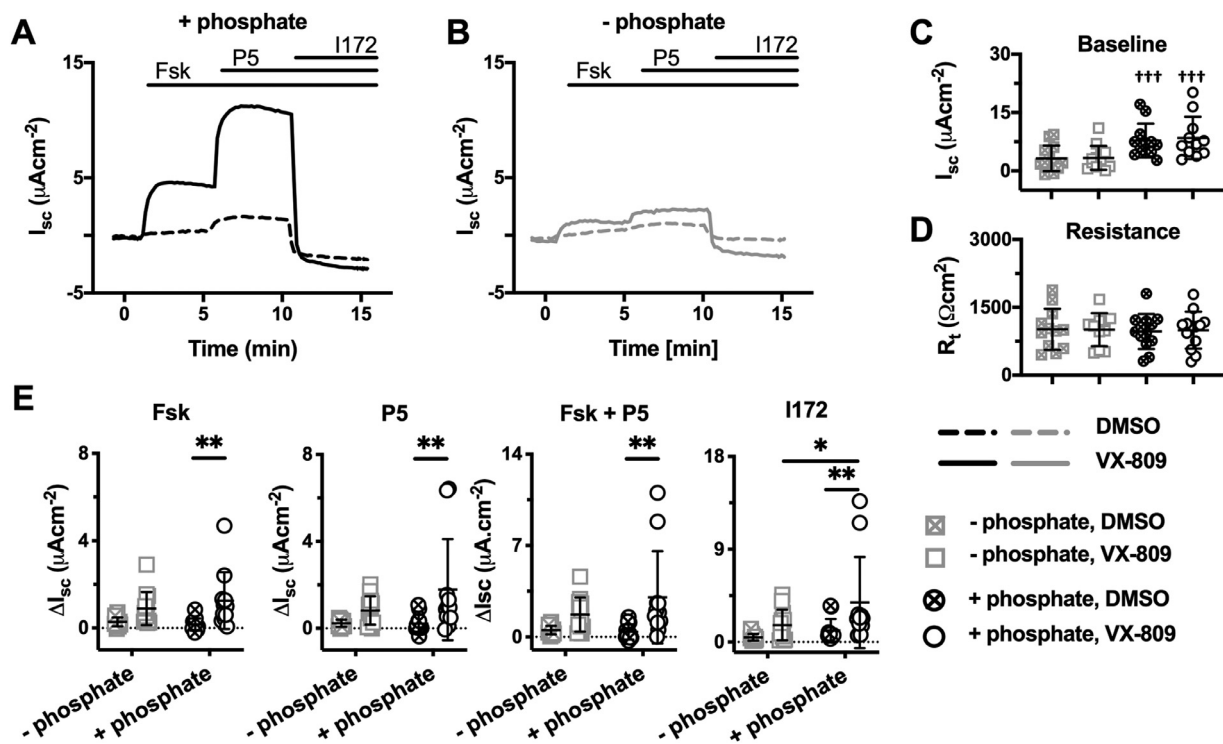 A
+ phosphate
I172
P5
Fsk
15
5
-5
Isc (μAcm-2)
0
5
10
15
Time (min)
B
- phosphate
I172
P5
Fsk
15
5
-5
Isc (μAcm-2)
0
5
10
15
Time [min]
C
Baseline
30
15
0
Isc (μAcm-2)
†††
†††
D
Resistance
3000
1500
0
Rt (Ωcm2)
DMSO
VX-809
- phosphate, DMSO
- phosphate, VX-809
+ phosphate, DMSO
+ phosphate, VX-809
E
Fsk
**
8
4
0
ΔIsc (μAcm-2)
- phosphate
+ phosphate
P5
**
8
4
0
ΔIsc (μAcm-2)
- phosphate
+ phosphate
Fsk + P5
**
14
7
0
ΔIsc (μA.cm-2)
- phosphate
+ phosphate
I172
*
**
18
9
0
- phosphate
+ phosphate